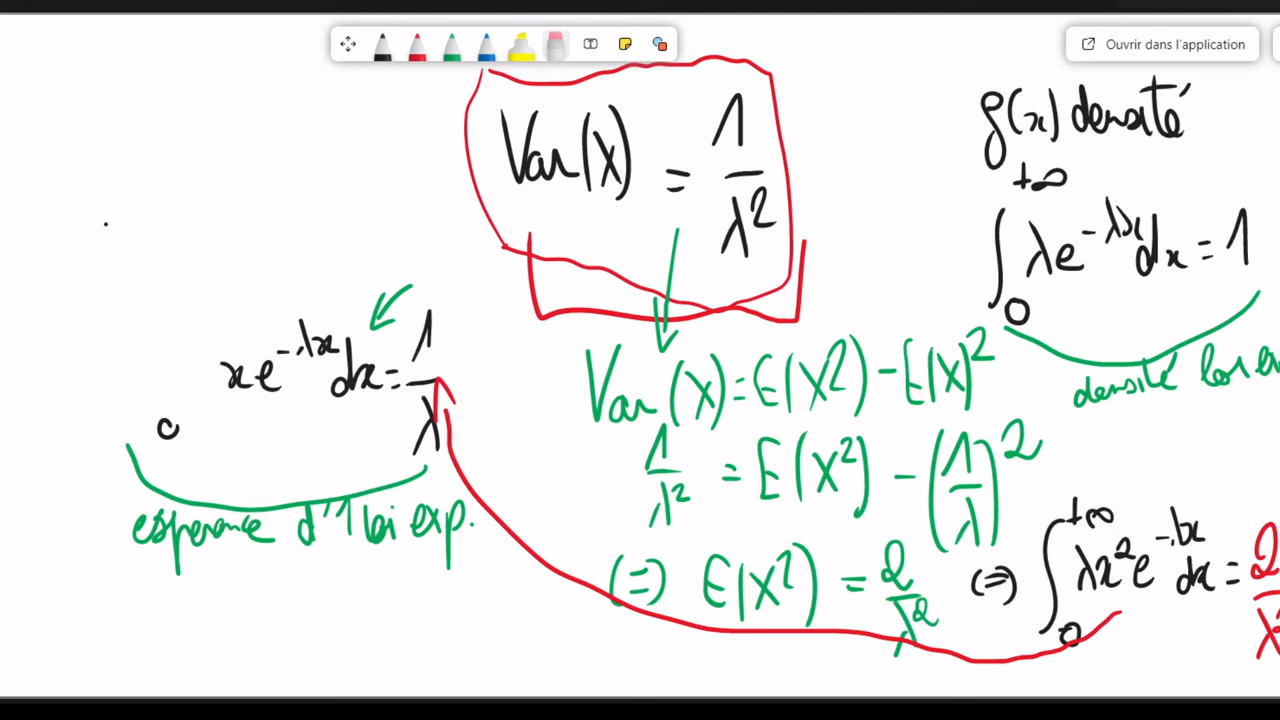 Ouvrir dans l'application
Var(X) = 1/λ²
f(x) densité
∫₀^+∞ λe^-λx dx = 1
densité loi
xe^-λx dx = 1/λ
0
espérance d'1 loi exp.
Var(X) = E(X²) - E(X)²
1/λ² = E(X²) - (1/λ)²
(=) E(X²) = 2/λ²
(=) ∫₀^+∞ λx²e^-λx dx = 2/λ²